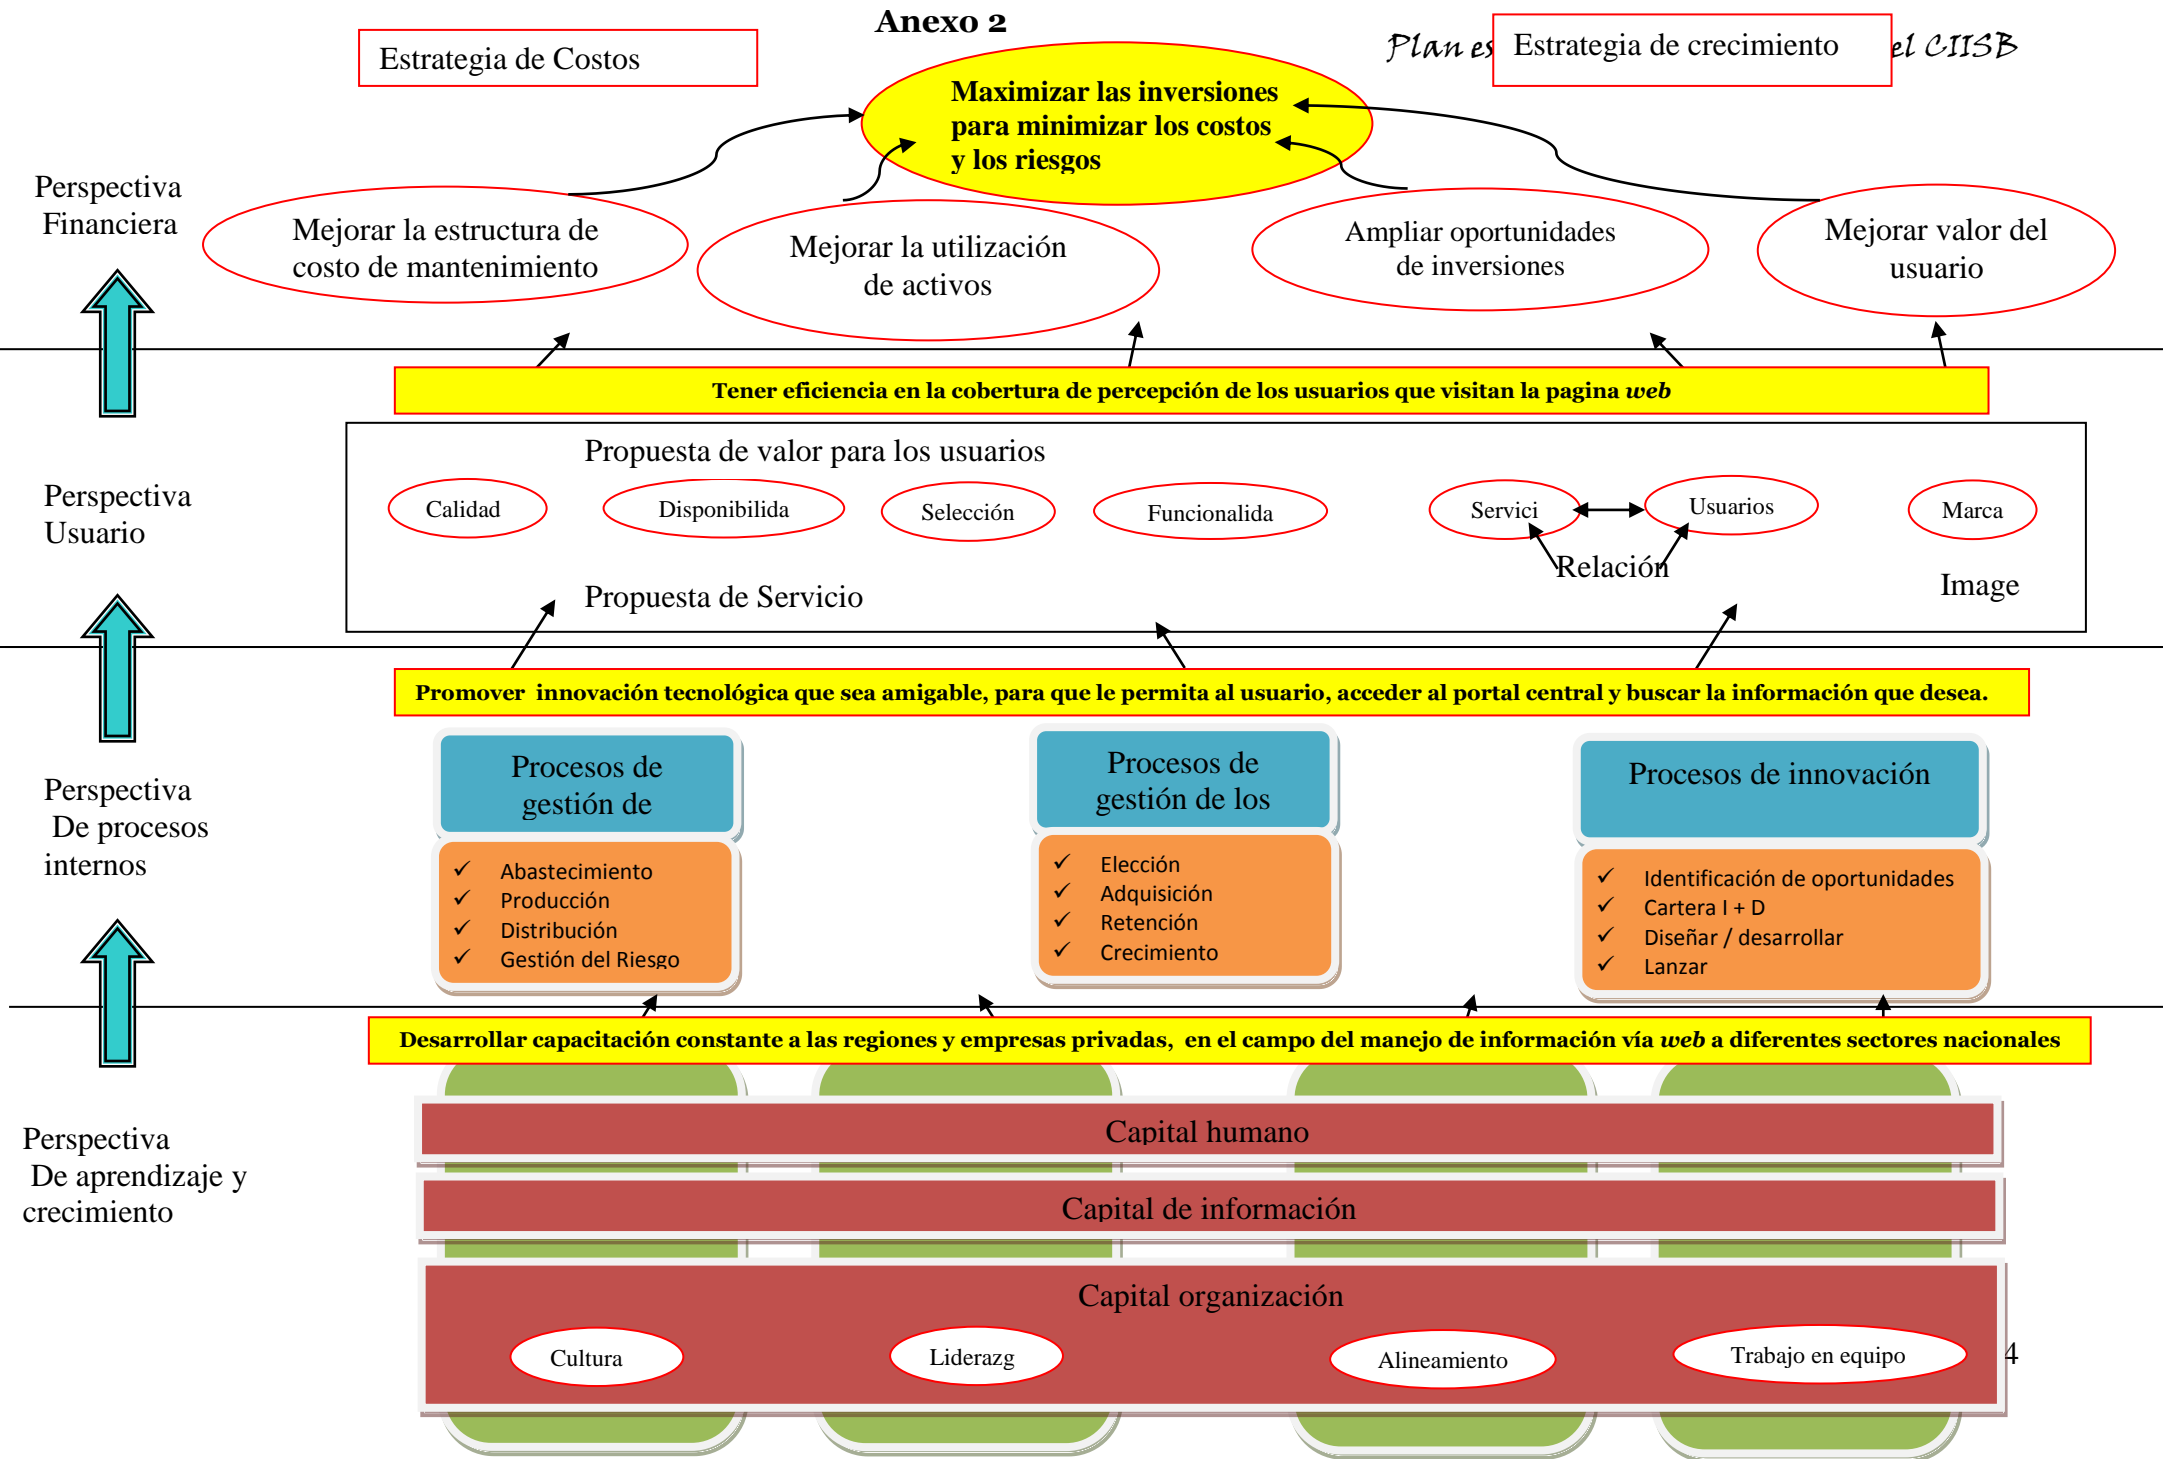 Anexo 2
Plan es
el CIISB
Estrategia de Costos
Estrategia de crecimiento
Maximizar las inversiones
para minimizar los costos
y los riesgos
Perspectiva
Financiera
Mejorar la estructura de
costo de mantenimiento
Mejorar la utilización
de activos
Ampliar oportunidades
de inversiones
Mejorar valor del
usuario
Tener eficiencia en la cobertura de percepción de los usuarios que visitan la pagina web
Perspectiva
Usuario
Propuesta de valor para los usuarios
Calidad
Disponibilida
Selección
Funcionalida
Servici
Usuarios
Marca
Relación
Image
Propuesta de Servicio
Promover innovación tecnológica que sea amigable, para que le permita al usuario, acceder al portal central y buscar la información que desea.
Perspectiva
De procesos
internos
Procesos de
gestión de
✓ Abastecimiento
✓ Producción
✓ Distribución
✓ Gestión del Riesgo
Procesos de
gestión de los
✓ Elección
✓ Adquisición
✓ Retención
✓ Crecimiento
Procesos de innovación
✓ Identificación de oportunidades
✓ Cartera I + D
✓ Diseñar / desarrollar
✓ Lanzar
Desarrollar capacitación constante a las regiones y empresas privadas, en el campo del manejo de información vía web a diferentes sectores nacionales
Perspectiva
De aprendizaje y
crecimiento
Capital humano
Capital de información
Capital organización
Cultura
Liderazg
Alineamiento
Trabajo en equipo
4